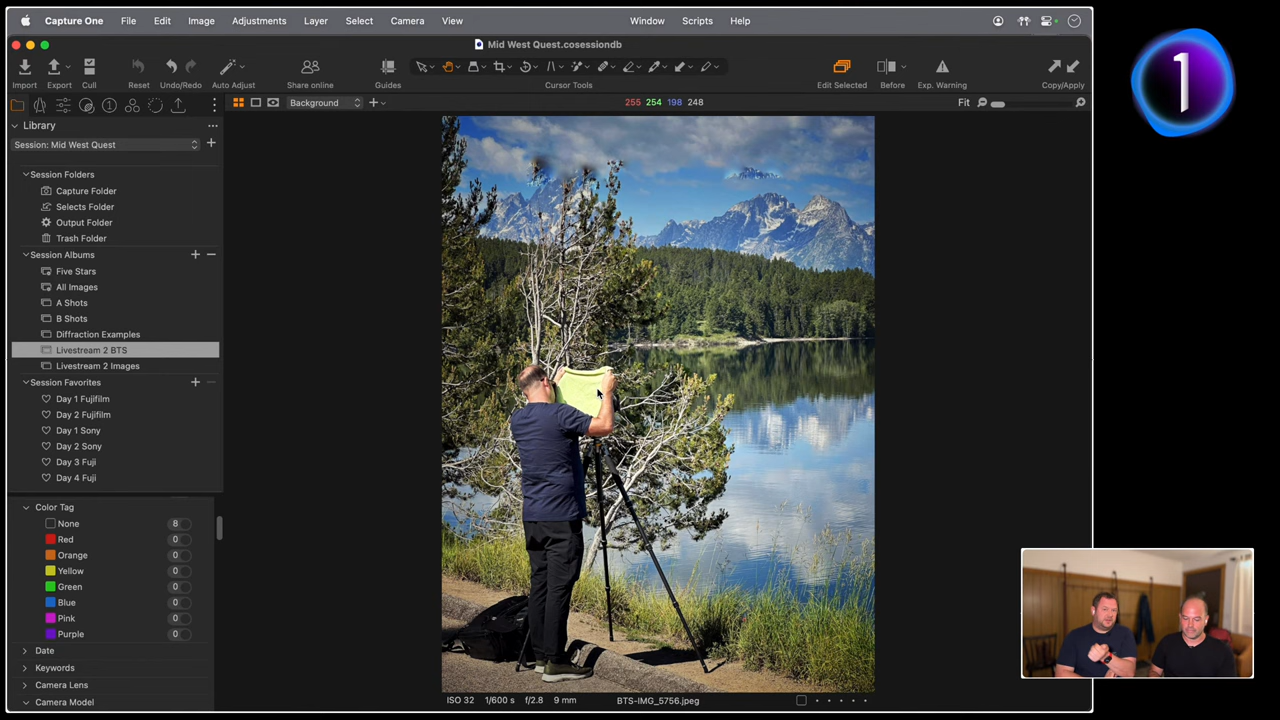 Capture One File Edit Image Adjustments Layer Select Camera View Window Scripts Help
Mid West Quest.cosessiondb
Import Export Cull Reset Undo/Redo Auto Adjust Share online Guides Cursor Tools Edit Selected Before Exp. Warning Copy/Apply
Background 255 254 198 248 Fit
Library
Session: Mid West Quest
Session Folders
Capture Folder
Selects Folder
Output Folder
Trash Folder
Session Albums
Five Stars
All Images
A Shots
B Shots
Diffraction Examples
Livestream 2 BTS
Livestream 2 Images
Session Favorites
Day 1 Fujifilm
Day 2 Fujifilm
Day 1 Sony
Day 2 Sony
Day 3 Fuji
Day 4 Fuji
Color Tag
None 8
Red 0
Orange 0
Yellow 0
Green 0
Blue 0
Pink 0
Purple 0
Date
Keywords
Camera Lens
Camera Model
ISO 32 1/600 s f/2.8 9 mm BTS-IMG_5756.jpeg
1